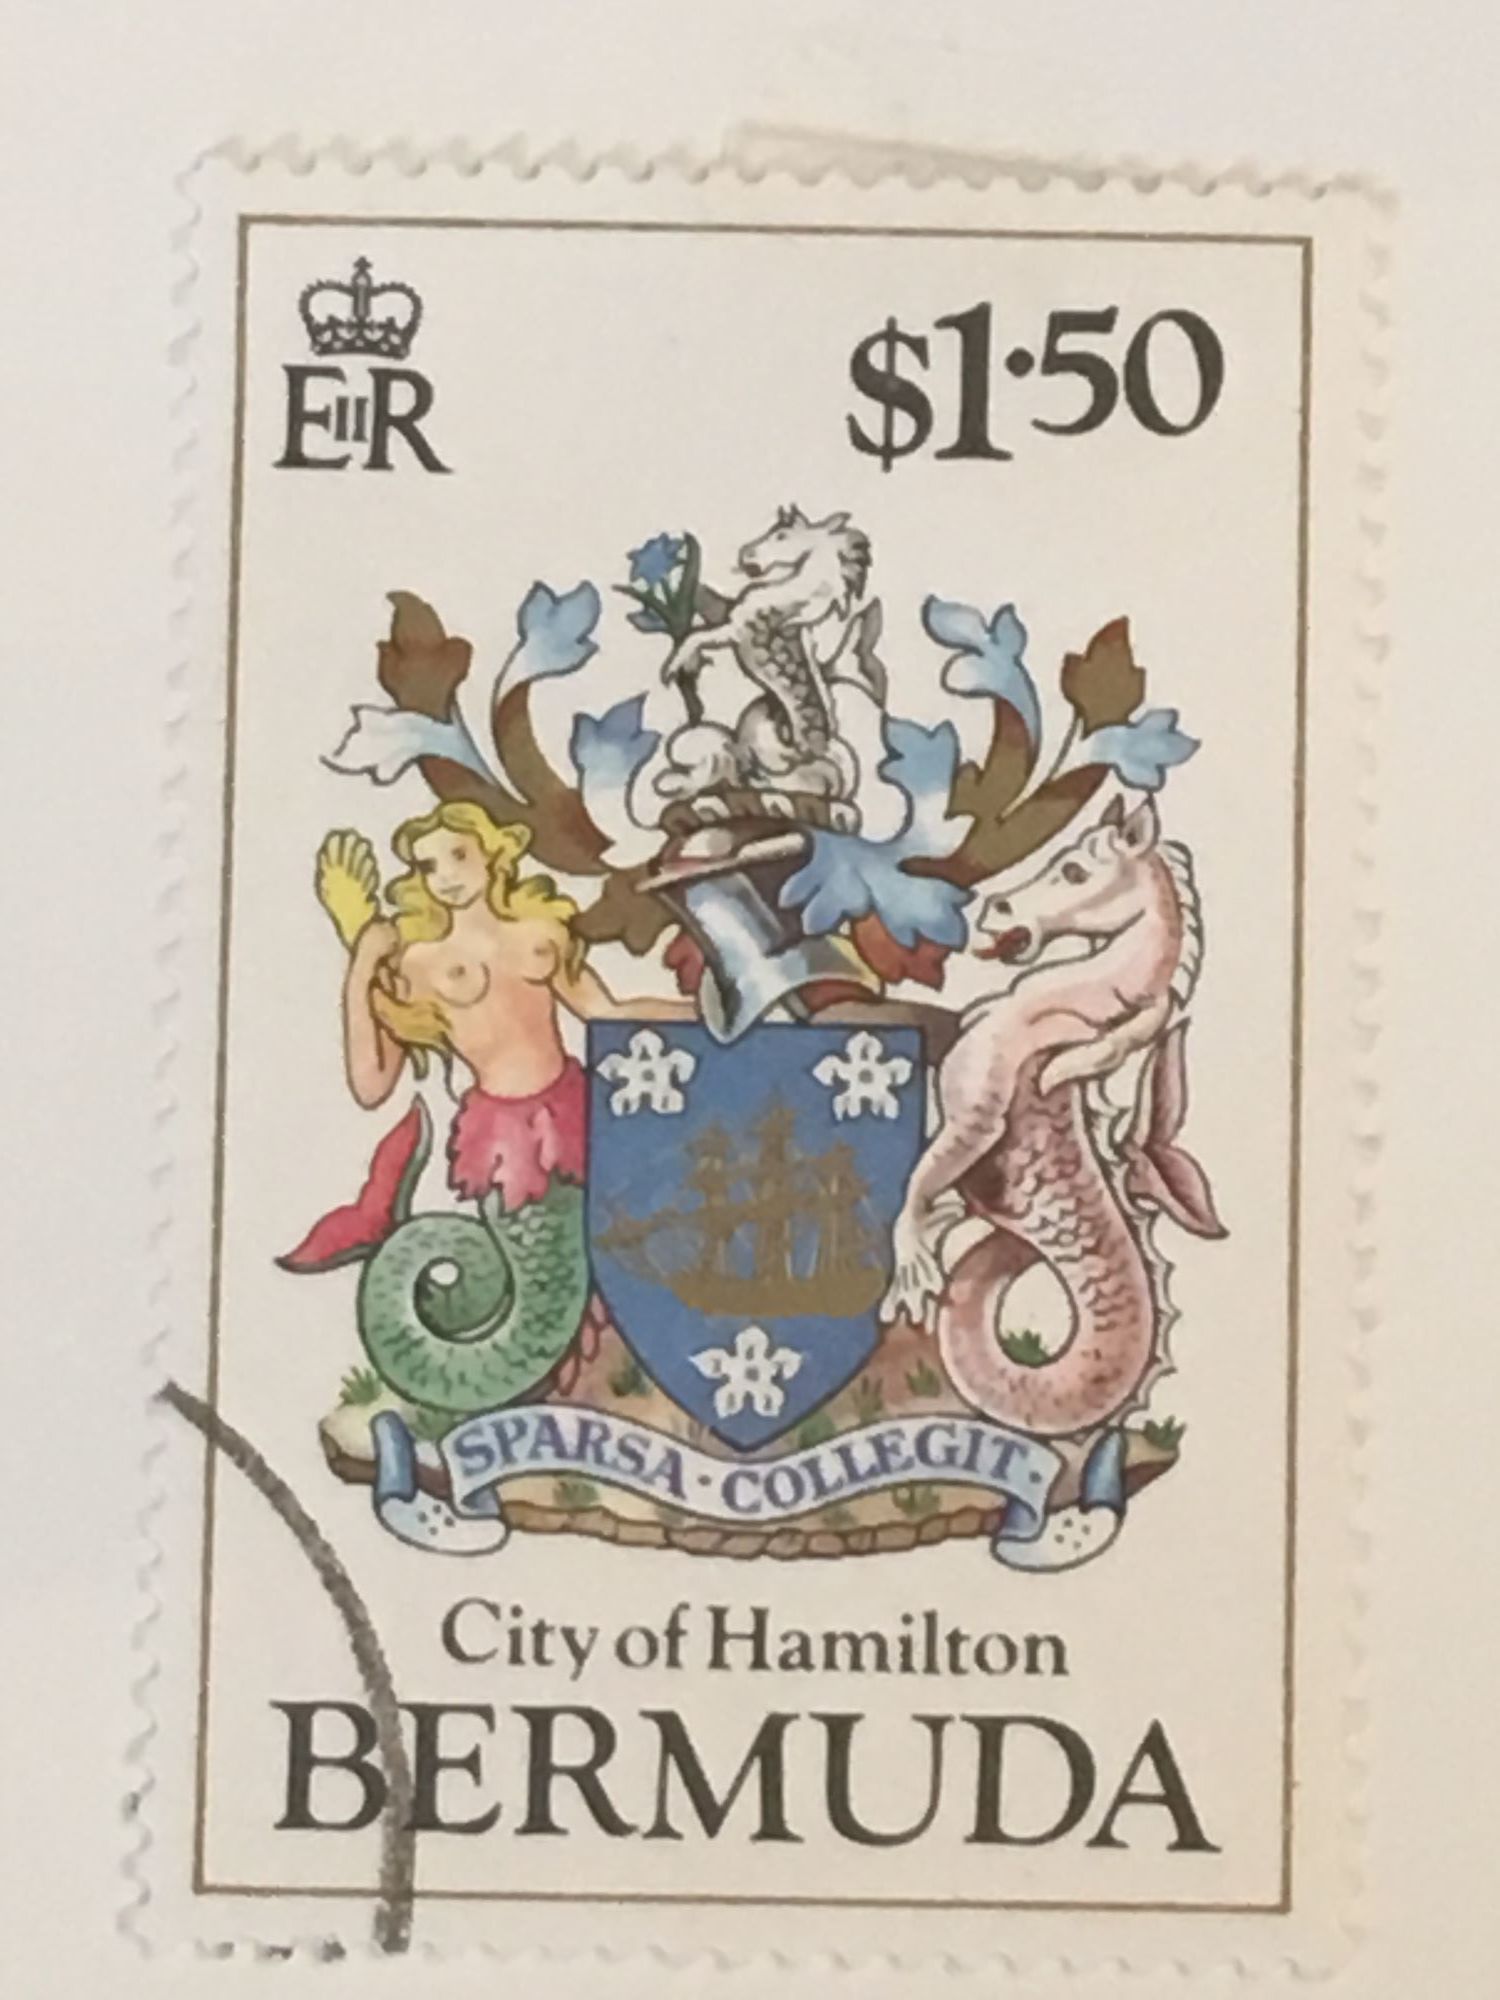 EIIR
$1·50
SPARSA · COLLEGIT ·
City of Hamilton
BERMUDA